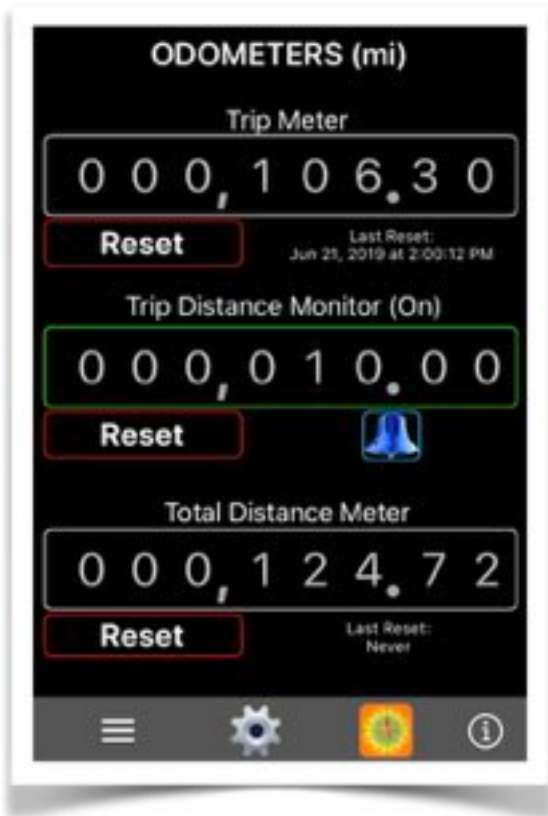 ODOMETERS (mi)
Trip Meter
000,106.30
Reset
Last Reset:
Jun 21, 2019 at 2:00:12 PM
Trip Distance Monitor (On)
000,010.00
Reset
Total Distance Meter
000,124.72
Reset
Last Reset:
Never